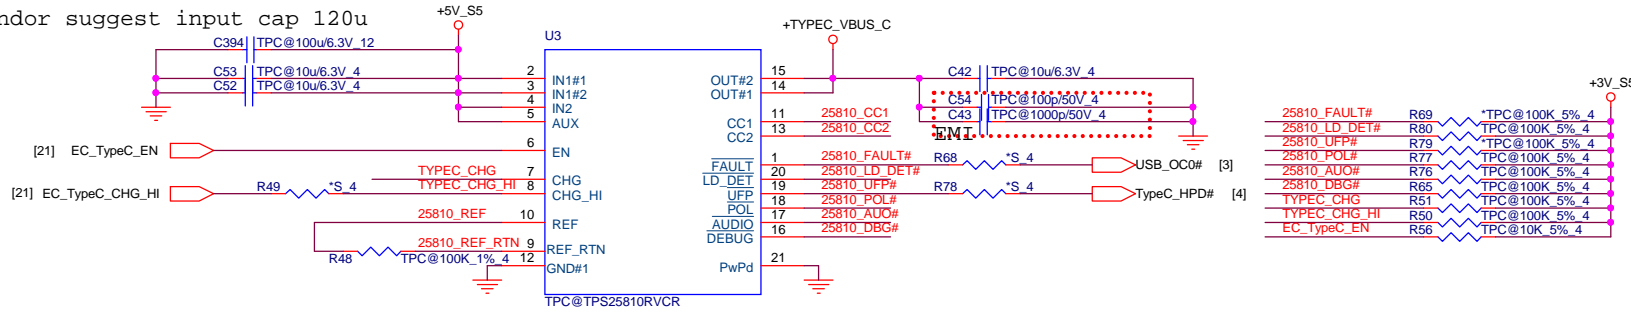 ndor suggest input cap 120u
+5V_S5
C394 TPC@100u/6.3V_12
C53 TPC@10u/6.3V_4
C52 TPC@10u/6.3V_4
U3
+TYPEC_VBUS_C
2 IN1#1
3 IN1#2
4 IN2
5 AUX
6 EN
7 CHG
8 CHG_HI
10 REF
9 REF_RTN
12 GND#1
OUT#2 15
OUT#1 14
CC1 11 25810_CC1
CC2 13 25810_CC2
FAULT 1 25810_FAULT#
LD_DET 20 25810_LD_DET#
UFP 19 25810_UFP#
POL 18 25810_POL#
AUDIO 17 25810_AUO#
DEBUG 16 25810_DBG#
PwPd 21
TPC@TPS25810RVCR
[21] EC_TypeC_EN
TYPEC_CHG
[21] EC_TypeC_CHG_HI R49 *S_4 TYPEC_CHG_HI
25810_REF
25810_REF_RTN
R48 TPC@100K_1%_4
C42 TPC@10u/6.3V_4
C54 TPC@100p/50V_4
C43 TPC@1000p/50V_4
EMI
R68 *S_4 USB_OC0# [3]
R78 *S_4 TypeC_HPD# [4]
+3V_S5
25810_FAULT# R69 *TPC@100K_5%_4
25810_LD_DET# R80 TPC@100K_5%_4
25810_UFP# R79 *TPC@100K_5%_4
25810_POL# R77 TPC@100K_5%_4
25810_AUO# R76 TPC@100K_5%_4
25810_DBG# R65 TPC@100K_5%_4
TYPEC_CHG R51 TPC@100K_5%_4
TYPEC_CHG_HI R50 TPC@100K_5%_4
EC_TypeC_EN R56 TPC@10K_5%_4